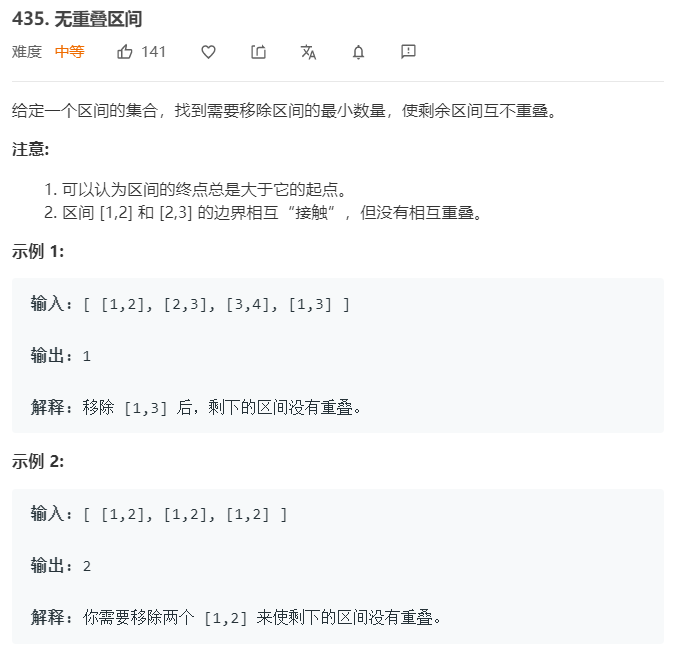 435. 无重叠区间
难度 中等 141
给定一个区间的集合，找到需要移除区间的最小数量，使剩余区间互不重叠。
注意:
1. 可以认为区间的终点总是大于它的起点。
2. 区间 [1,2] 和 [2,3] 的边界相互“接触”，但没有相互重叠。
示例 1:
输入: [ [1,2], [2,3], [3,4], [1,3] ]
输出: 1
解释: 移除 [1,3] 后，剩下的区间没有重叠。
示例 2:
输入: [ [1,2], [1,2], [1,2] ]
输出: 2
解释: 你需要移除两个 [1,2] 来使剩下的区间没有重叠。